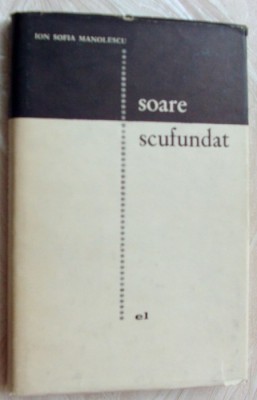 ION SOFIA MANOLESCU
soare
scufundat
el